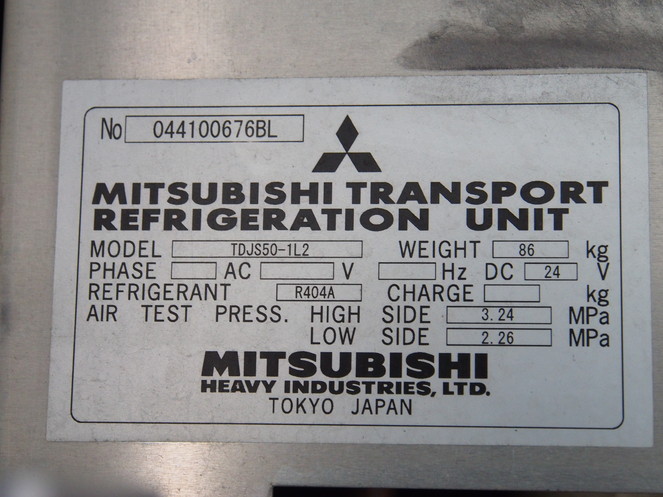 No 044100676BL
MITSUBISHI TRANSPORT
REFRIGERATION UNIT
MODEL TDJS50-1L2 WEIGHT 86 kg
PHASE AC V Hz DC 24 V
REFRIGERANT R404A CHARGE kg
AIR TEST PRESS. HIGH SIDE 3.24 MPa
LOW SIDE 2.26 MPa
MITSUBISHI
HEAVY INDUSTRIES, LTD.
TOKYO JAPAN